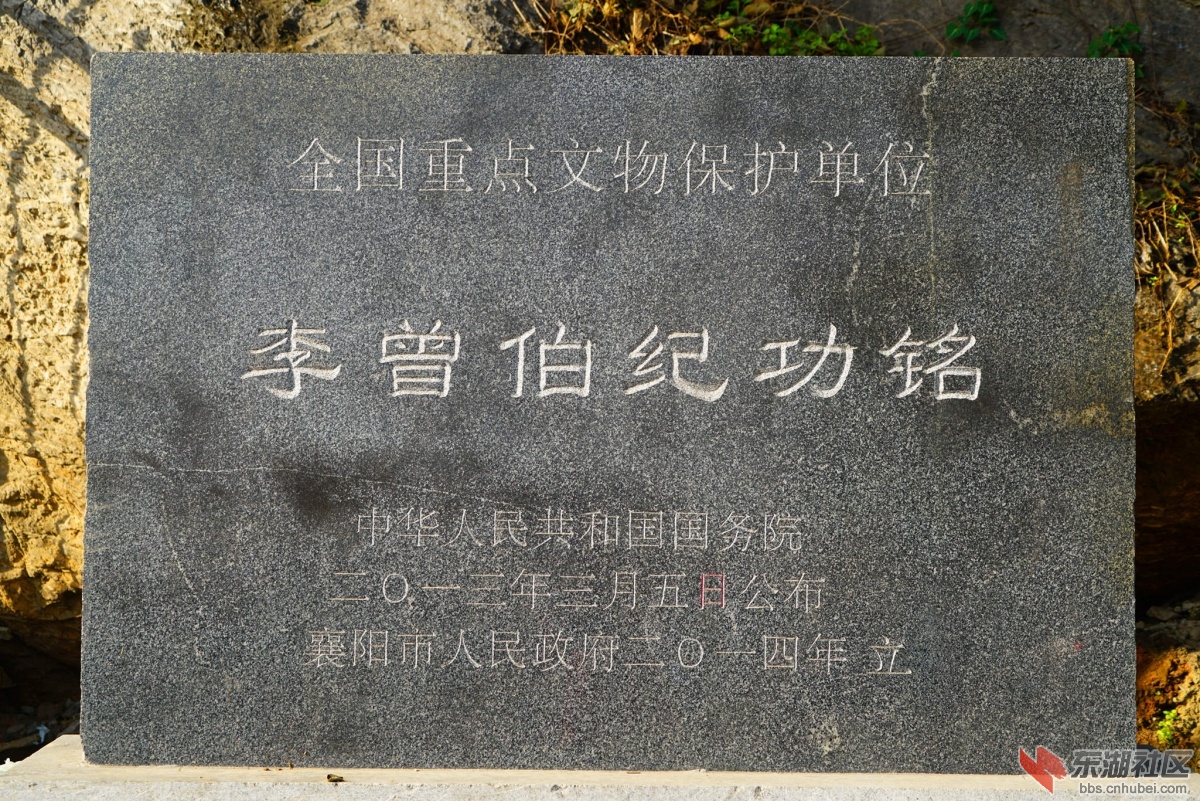 全国重点文物保护单位
李曾伯纪功铭
中华人民共和国国务院
二〇一三年三月五日公布
襄阳市人民政府二〇一四年 立
东湖社区
bbs.cnhubei.com